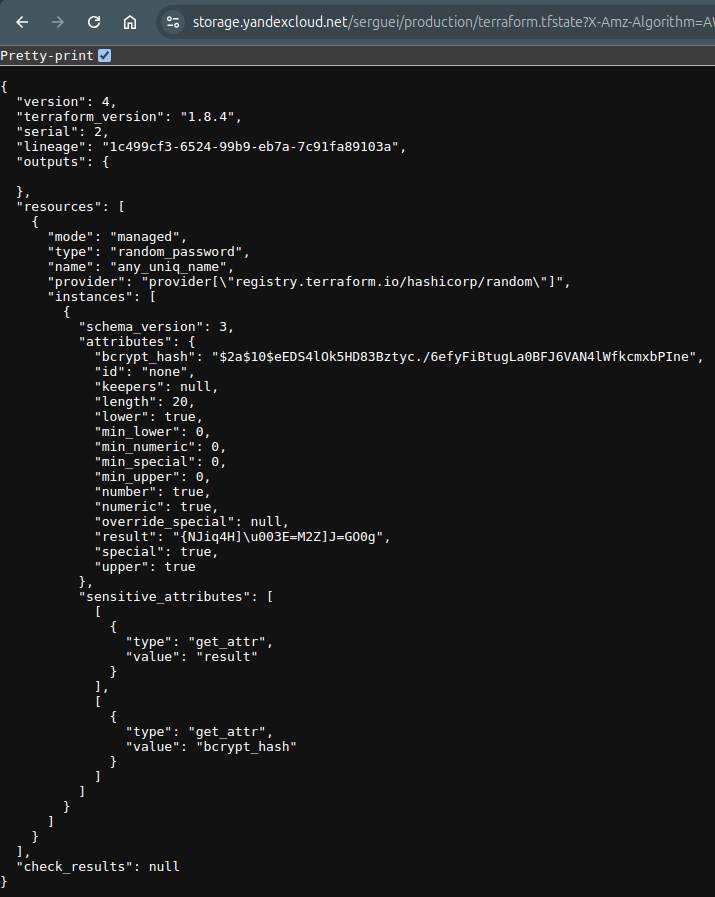 storage.yandexcloud.net/serguei/production/terraform.tfstate?X-Amz-Algorithm=A
Pretty-print
{
  "version": 4,
  "terraform_version": "1.8.4",
  "serial": 2,
  "lineage": "1c499cf3-6524-99b9-eb7a-7c91fa89103a",
  "outputs": {
  },
  "resources": [
    {
      "mode": "managed",
      "type": "random_password",
      "name": "any_uniq_name",
      "provider": "provider[\"registry.terraform.io/hashicorp/random\"]",
      "instances": [
        {
          "schema_version": 3,
          "attributes": {
            "bcrypt_hash": "$2a$10$eEDS4lOk5HD83Bztyc./6efyFiBtugLa0BFJ6VAN4lWfkcmxbPIne",
            "id": "none",
            "keepers": null,
            "length": 20,
            "lower": true,
            "min_lower": 0,
            "min_numeric": 0,
            "min_special": 0,
            "min_upper": 0,
            "number": true,
            "numeric": true,
            "override_special": null,
            "result": "{NJiq4H]\u003E=M2Z]J=GO0g",
            "special": true,
            "upper": true
          },
          "sensitive_attributes": [
            [
              {
                "type": "get_attr",
                "value": "result"
              }
            ],
            [
              {
                "type": "get_attr",
                "value": "bcrypt_hash"
              }
            ]
          ]
        }
      ]
    }
  ],
  "check_results": null
}